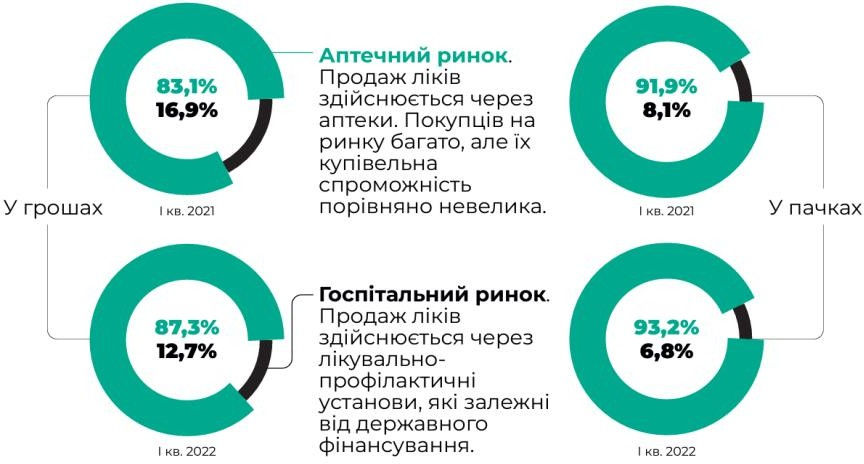 83,1%
16,9%
І кв. 2021
Аптечний ринок.
Продаж ліків
здійснюється через
аптеки. Покупців на
ринку багато, але їх
купівельна
спроможність
порівняно невелика.
91,9%
8,1%
І кв. 2021
У грошах
У пачках
87,3%
12,7%
І кв. 2022
Госпітальний ринок.
Продаж ліків
здійснюється через
лікувально-
профілактичні
установи, які залежні
від державного
фінансування.
93,2%
6,8%
І кв. 2022